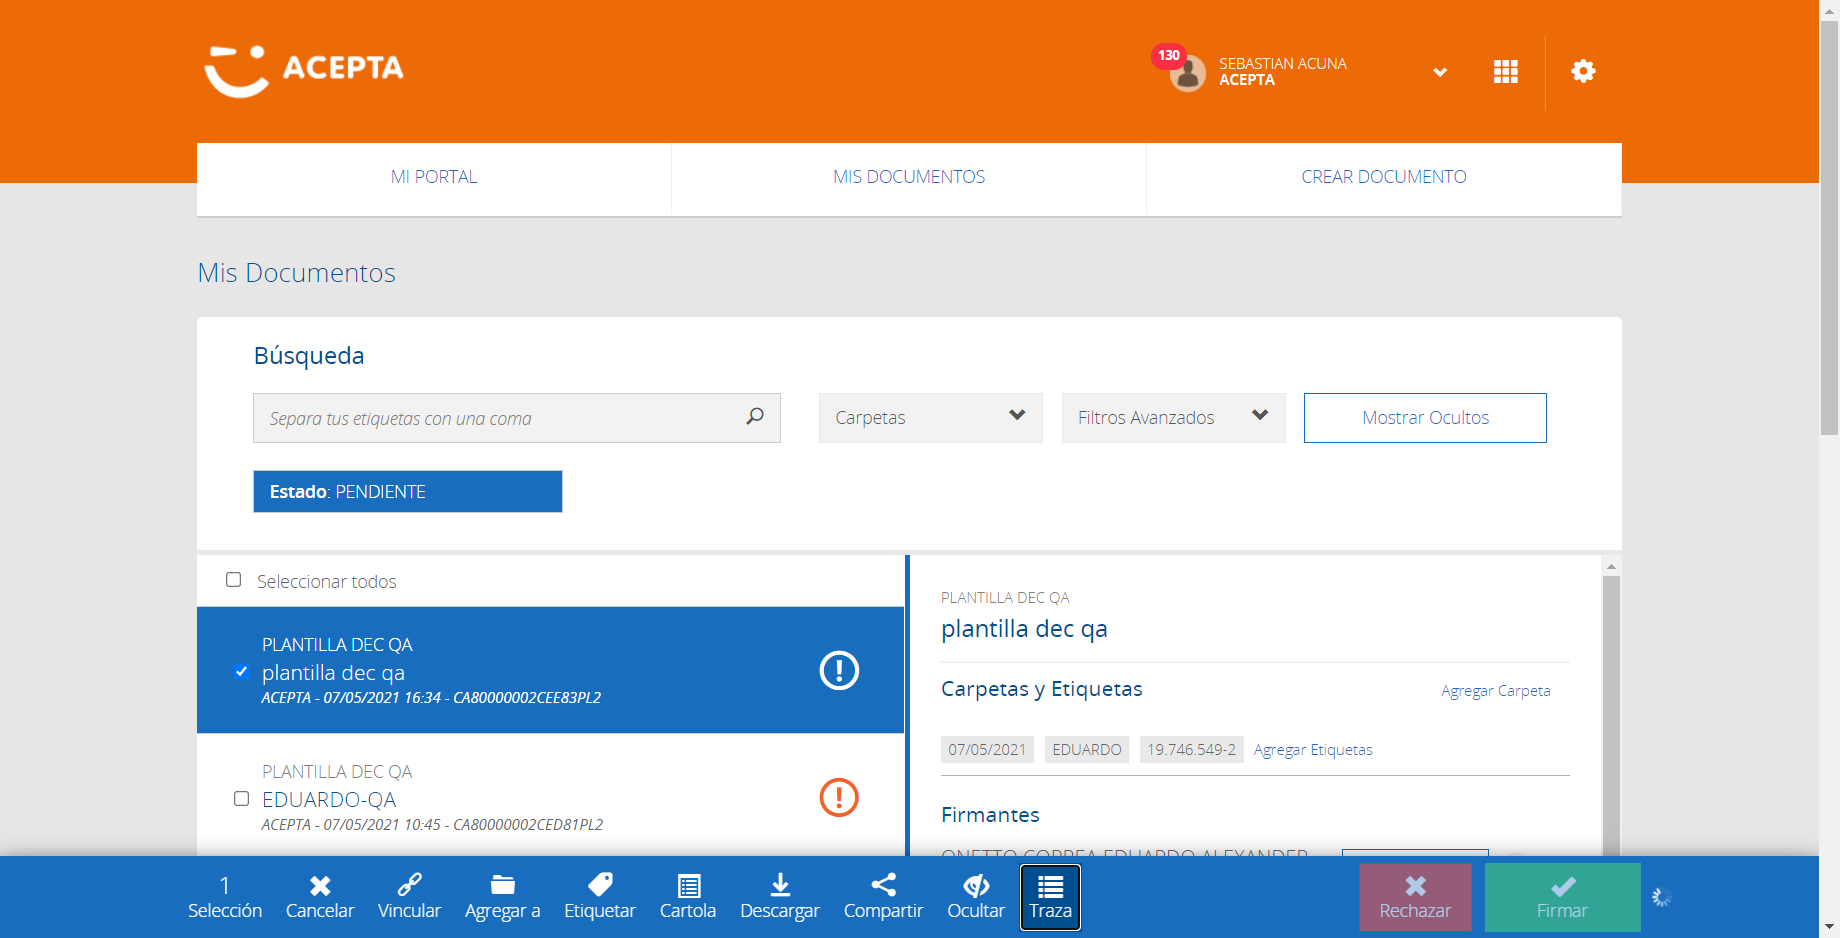 ACEPTA
130
SEBASTIAN ACUNA
ACEPTA
MI PORTAL
MIS DOCUMENTOS
CREAR DOCUMENTO
Mis Documentos
Búsqueda
Separa tus etiquetas con una coma
Carpetas
Filtros Avanzados
Mostrar Ocultos
Estado: PENDIENTE
Seleccionar todos
PLANTILLA DEC QA
plantilla dec qa
ACEPTA - 07/05/2021 16:34 - CA80000002CEE83PL2
PLANTILLA DEC QA
EDUARDO-QA
ACEPTA - 07/05/2021 10:45 - CA80000002CED81PL2
PLANTILLA DEC QA
plantilla dec qa
Carpetas y Etiquetas
Agregar Carpeta
07/05/2021
EDUARDO
19.746.549-2
Agregar Etiquetas
Firmantes
ONETTO CORREA EDUARDO ALEXANDER
1
Selección
Cancelar
Vincular
Agregar a
Etiquetar
Cartola
Descargar
Compartir
Ocultar
Traza
Rechazar
Firmar